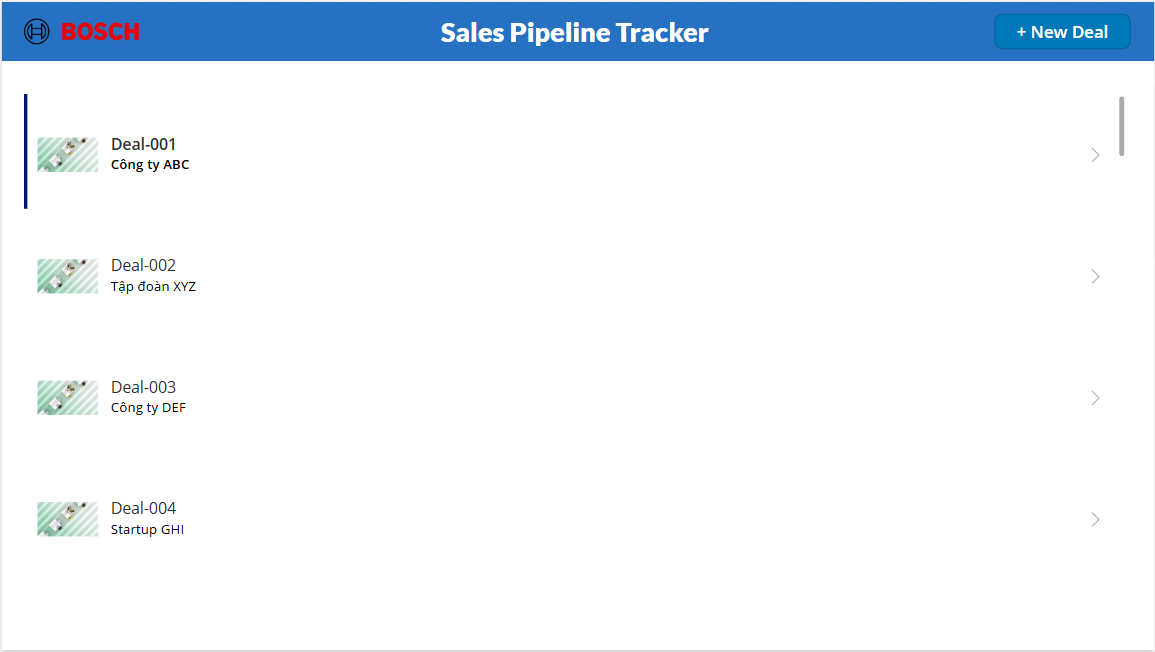 BOSCH
Sales Pipeline Tracker
+ New Deal
Deal-001
Công ty ABC
Deal-002
Tập đoàn XYZ
Deal-003
Công ty DEF
Deal-004
Startup GHI